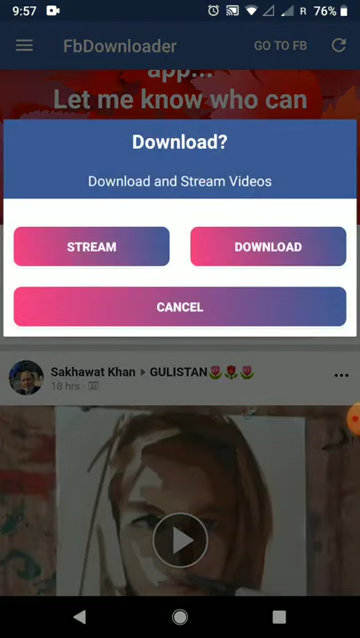 9:57
R 76%
FbDownloader
GO TO FB
app...
Let me know who can
Download?
Download and Stream Videos
STREAM
DOWNLOAD
CANCEL
Sakhawat Khan ▸ GULISTAN🌷🌹🌷
18 hrs ·